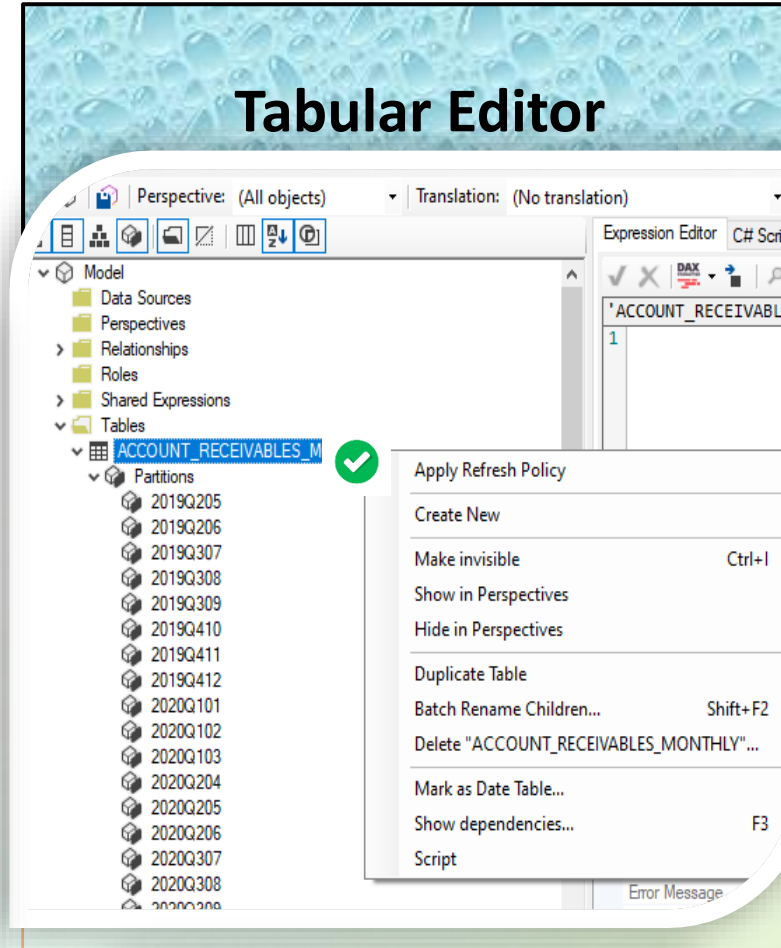 Tabular Editor
Perspective: (All objects) Translation: (No translation)
Expression Editor C# Scri
Model
DAX
Data Sources
'ACCOUNT_RECEIVABL
Perspectives
1
Relationships
Roles
Shared Expressions
Tables
ACCOUNT_RECEIVABLES_M
Partitions
2019Q205
2019Q206
2019Q307
2019Q308
2019Q309
2019Q410
2019Q411
2019Q412
2020Q101
2020Q102
2020Q103
2020Q204
2020Q205
2020Q206
2020Q307
2020Q308
2020Q309
Apply Refresh Policy
Create New
Make invisible Ctrl+I
Show in Perspectives
Hide in Perspectives
Duplicate Table
Batch Rename Children... Shift+F2
Delete "ACCOUNT_RECEIVABLES_MONTHLY"...
Mark as Date Table...
Show dependencies... F3
Script
Error Message